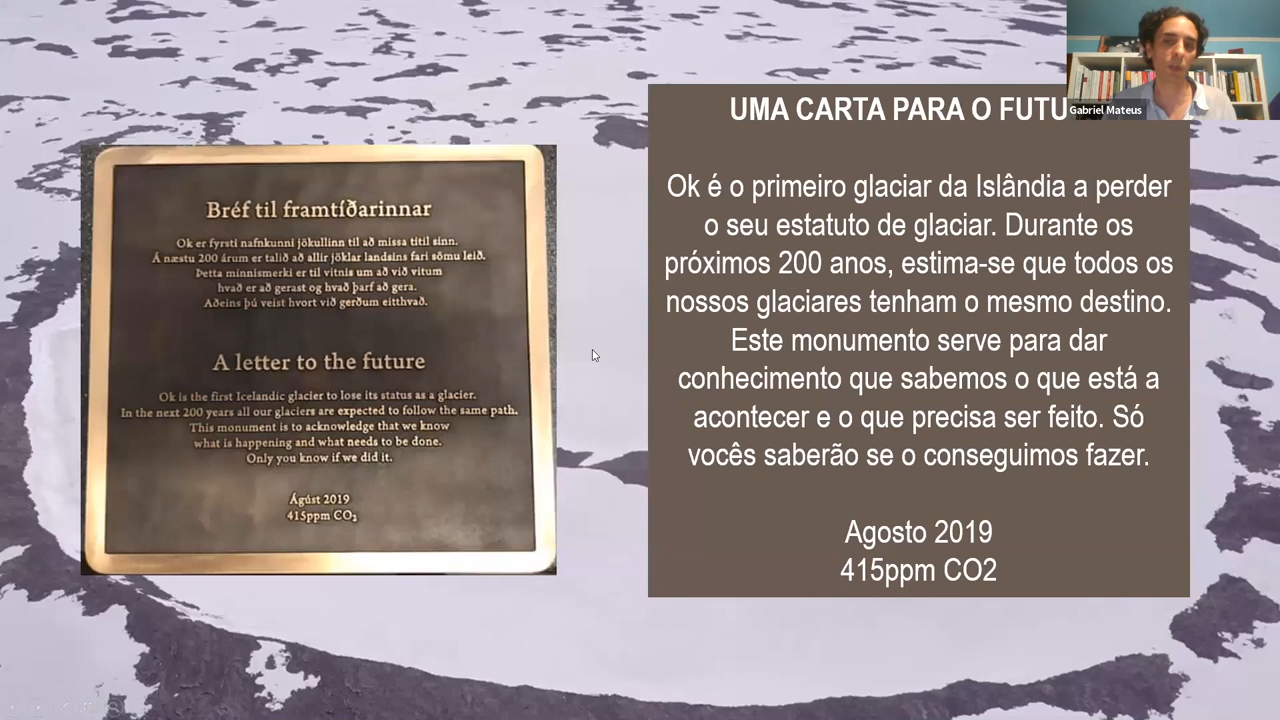 Bréf til framtíðarinnar
Ok er fyrsti nafnkunni jökullinn til að missa titil sinn.
Á næstu 200 árum er talið að allir jöklar landsins fari sömu leið.
Þetta minnismerki er til vitnis um að við vitum
hvað er að gerast og hvað þarf að gera.
Aðeins þú veist hvort við gerðum eitthvað.
A letter to the future
Ok is the first Icelandic glacier to lose its status as a glacier.
In the next 200 years all our glaciers are expected to follow the same path.
This monument is to acknowledge that we know
what is happening and what needs to be done.
Only you know if we did it.
Ágúst 2019
415ppm CO₂
UMA CARTA PARA O FUTU
Ok é o primeiro glaciar da Islândia a perder
o seu estatuto de glaciar. Durante os
próximos 200 anos, estima-se que todos os
nossos glaciares tenham o mesmo destino.
Este monumento serve para dar
conhecimento que sabemos o que está a
acontecer e o que precisa ser feito. Só
vocês saberão se o conseguimos fazer.
Agosto 2019
415ppm CO2
Gabriel Mateus